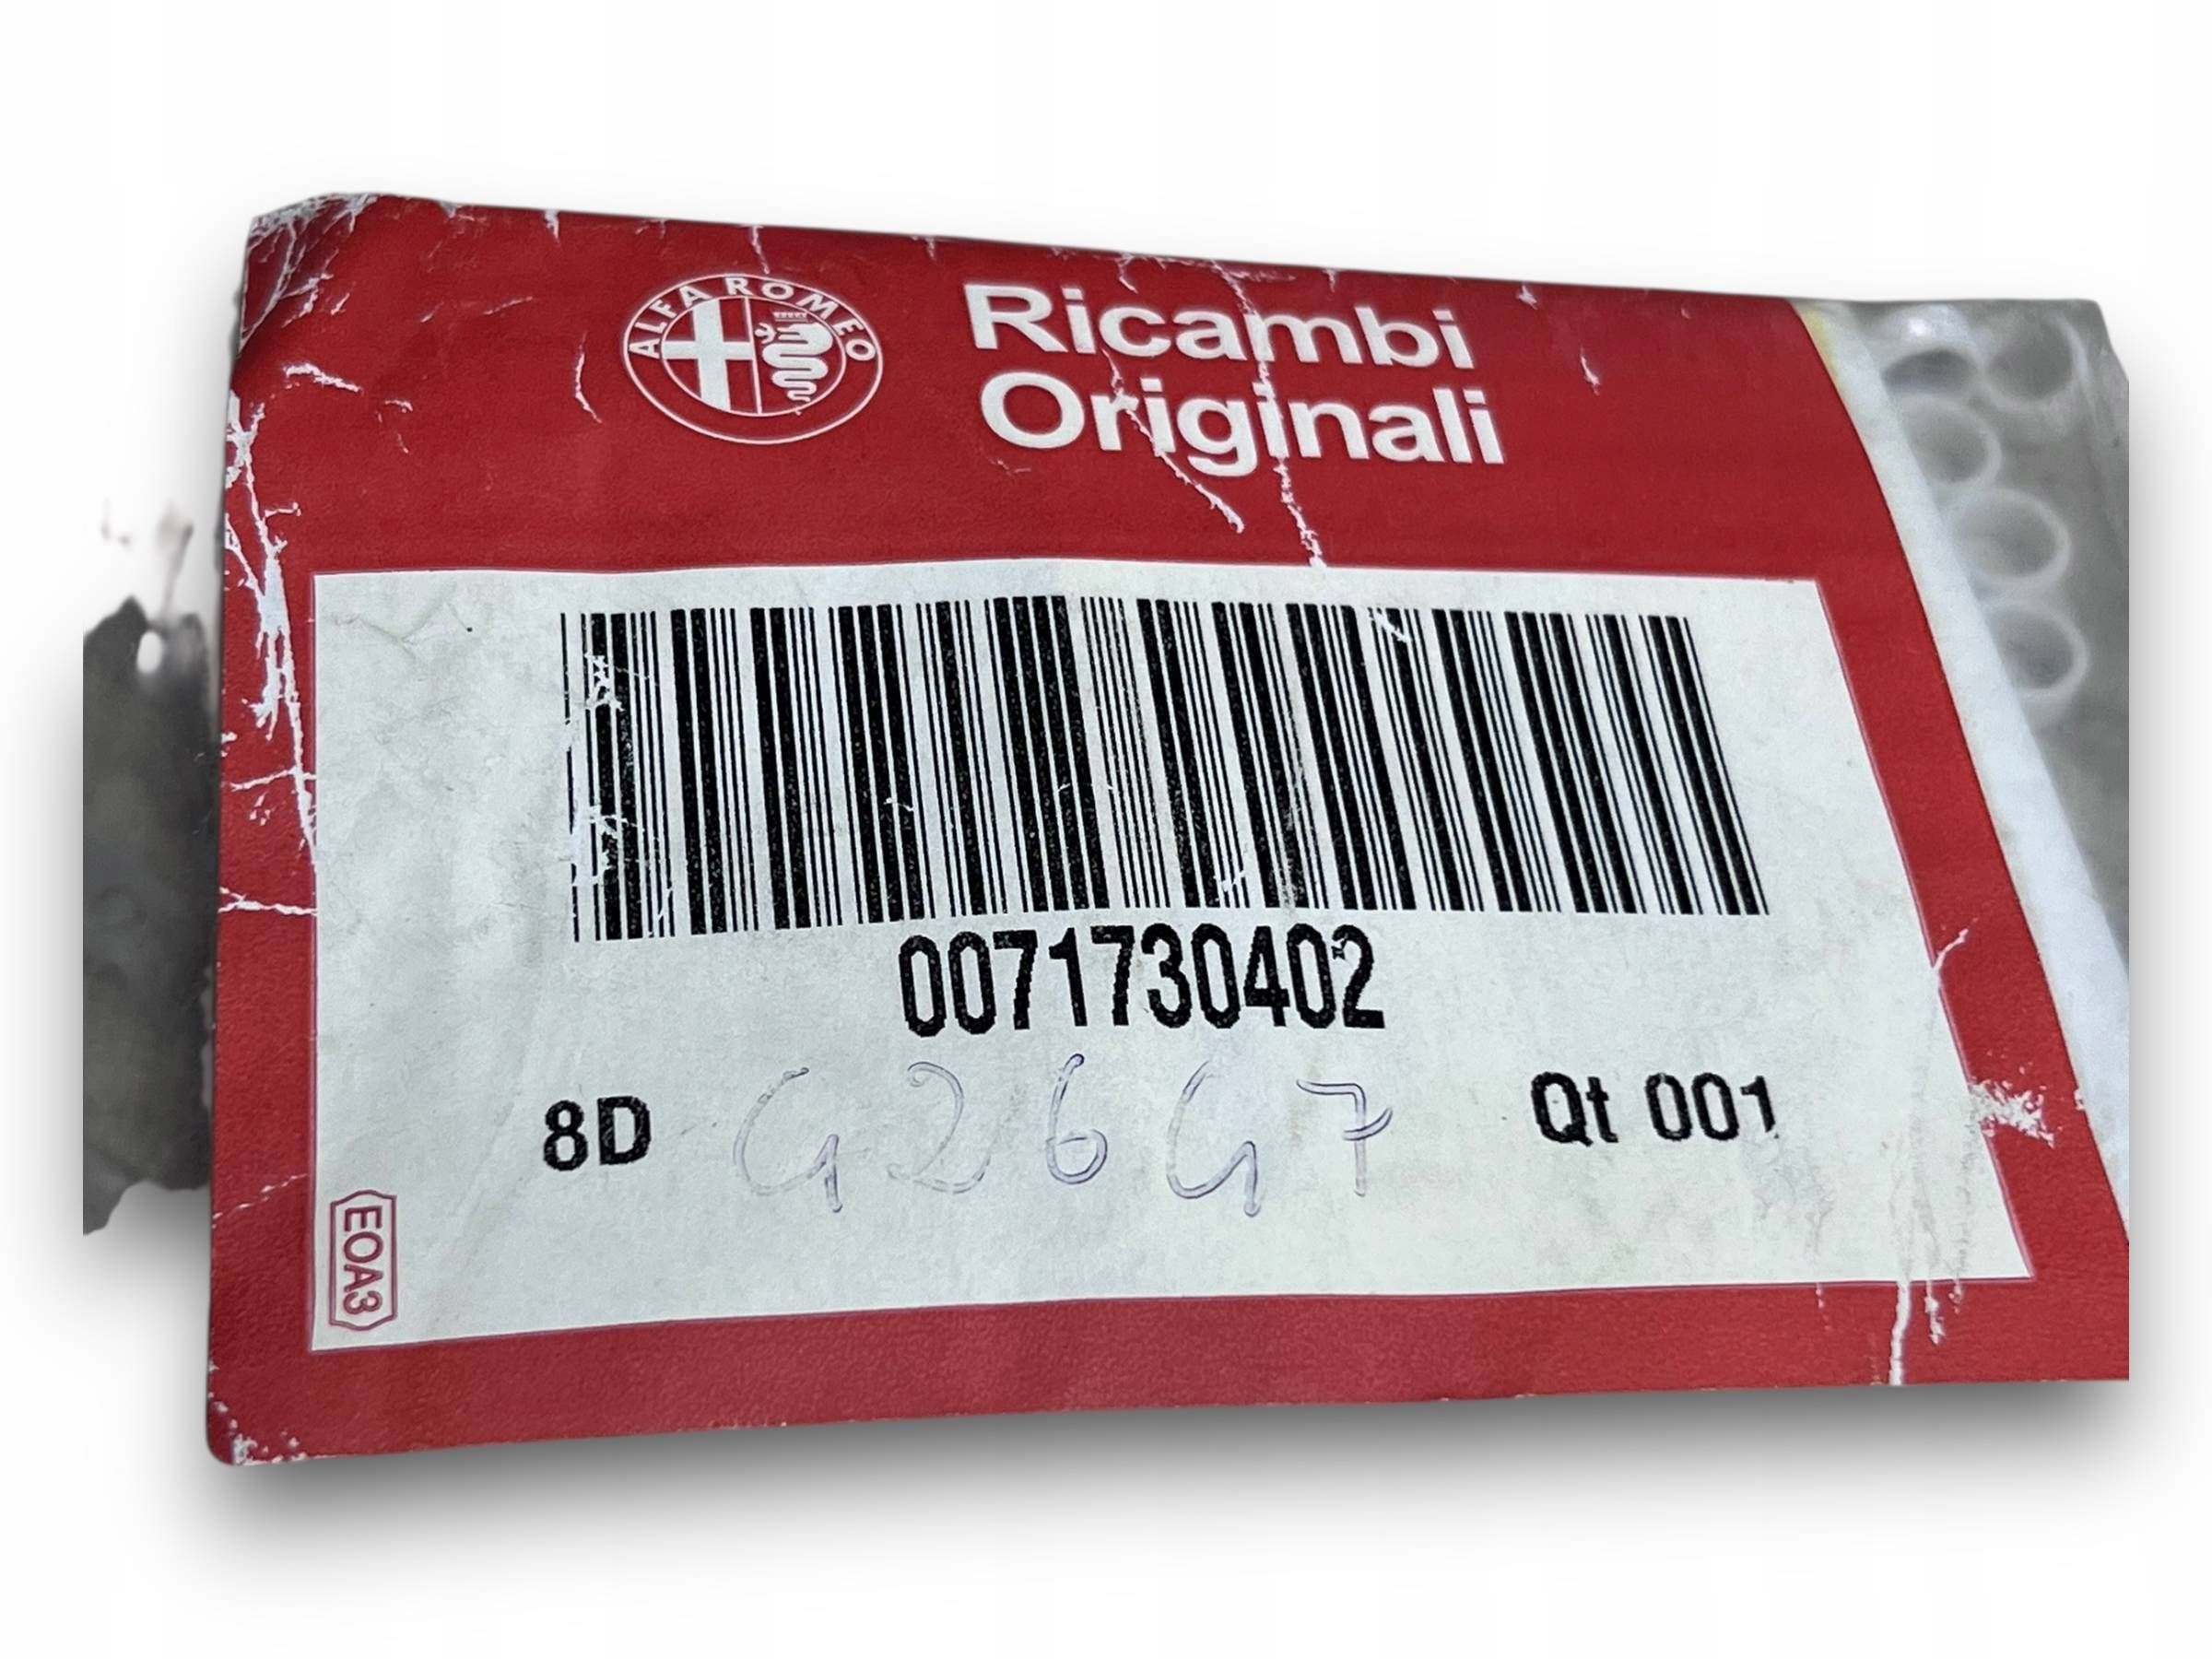 ALFA ROMEO
Ricambi
Originali
0071730402
8D G26G7 Qt 001
EOA3